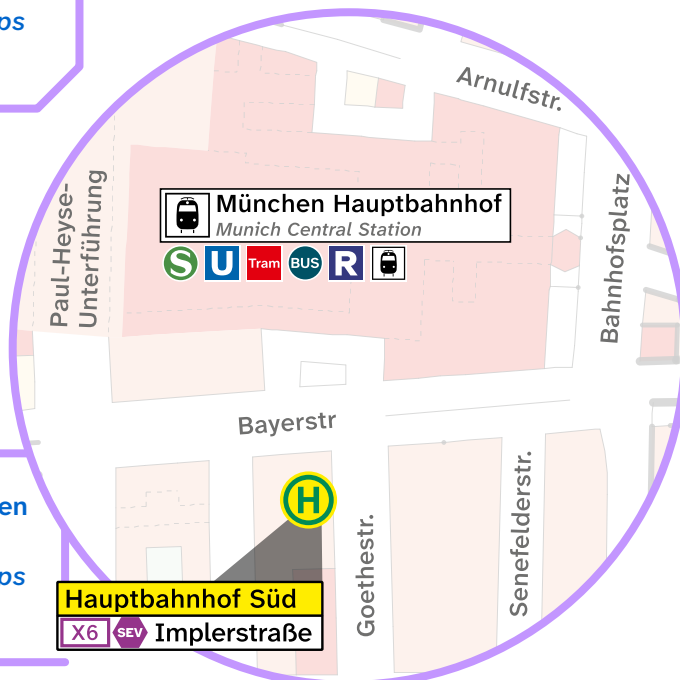 ps
Arnulfstr.
Paul-Heyse-
Unterführung
München Hauptbahnhof
Munich Central Station
S U Tram BUS R
Bahnhofsplatz
Bayerstr
en
H
ps
Goethestr.
Senefelderstr.
Hauptbahnhof Süd
X6 SEV Implerstraße